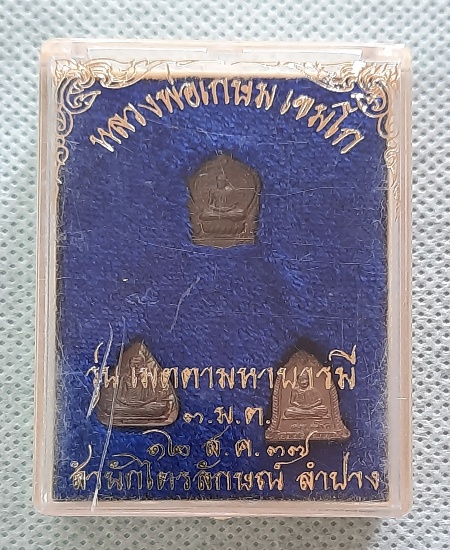 หลวงพ่อเกษม เขมโก
รุ่น เมตตามหาบารมี
๓.ม.ต.
๑๒ ส.ค.๓๗
สำนักไตรลักษณ์ ลำปาง